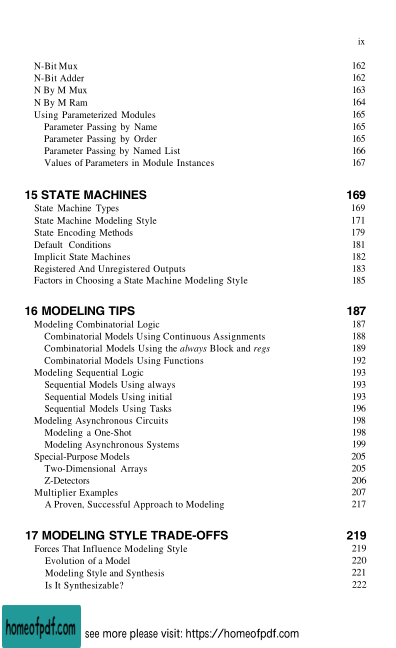 ix
N-Bit Mux 162
N-Bit Adder 162
N By M Mux 163
N By M Ram 164
Using Parameterized Modules 165
Parameter Passing by Name 165
Parameter Passing by Order 165
Parameter Passing by Named List 166
Values of Parameters in Module Instances 167
15 STATE MACHINES 169
State Machine Types 169
State Machine Modeling Style 171
State Encoding Methods 179
Default Conditions 181
Implicit State Machines 182
Registered And Unregistered Outputs 183
Factors in Choosing a State Machine Modeling Style 185
16 MODELING TIPS 187
Modeling Combinatorial Logic 187
Combinatorial Models Using Continuous Assignments 188
Combinatorial Models Using the always Block and regs 189
Combinatorial Models Using Functions 192
Modeling Sequential Logic 193
Sequential Models Using always 193
Sequential Models Using initial 193
Sequential Models Using Tasks 196
Modeling Asynchronous Circuits 198
Modeling a One-Shot 198
Modeling Asynchronous Systems 199
Special-Purpose Models 205
Two-Dimensional Arrays 205
Z-Detectors 206
Multiplier Examples 207
A Proven, Successful Approach to Modeling 217
17 MODELING STYLE TRADE-OFFS 219
Forces That Influence Modeling Style 219
Evolution of a Model 220
Modeling Style and Synthesis 221
Is It Synthesizable? 222
homeofpdf.com see more please visit: https://homeofpdf.com